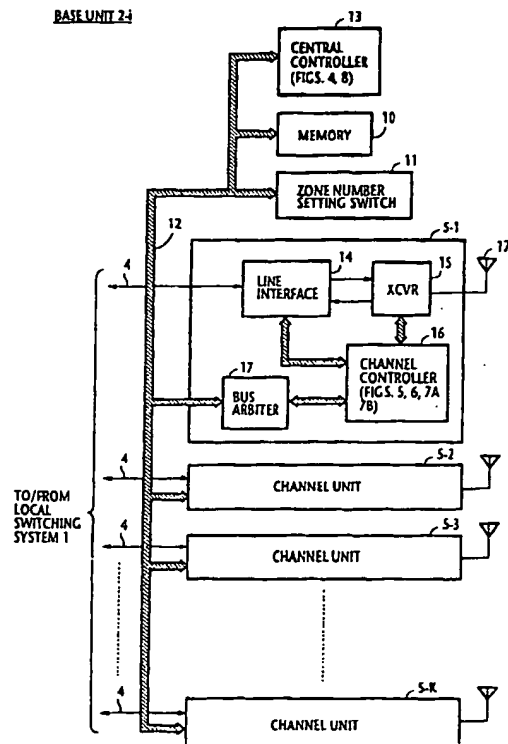 BASE UNIT 2-i
13
CENTRAL
CONTROLLER
(FIGS. 4, 8)
10
MEMORY
11
ZONE NUMBER
SETTING SWITCH
12
5-1
4
14
LINE
INTERFACE
15
XCVR
17
16
CHANNEL
CONTROLLER
(FIGS. 5, 6, 7A
7B)
17
BUS
ARBITER
4
5-2
CHANNEL UNIT
TO/FROM
LOCAL
SWITCHING
SYSTEM 1
4
5-3
CHANNEL UNIT
4
5-K
CHANNEL UNIT